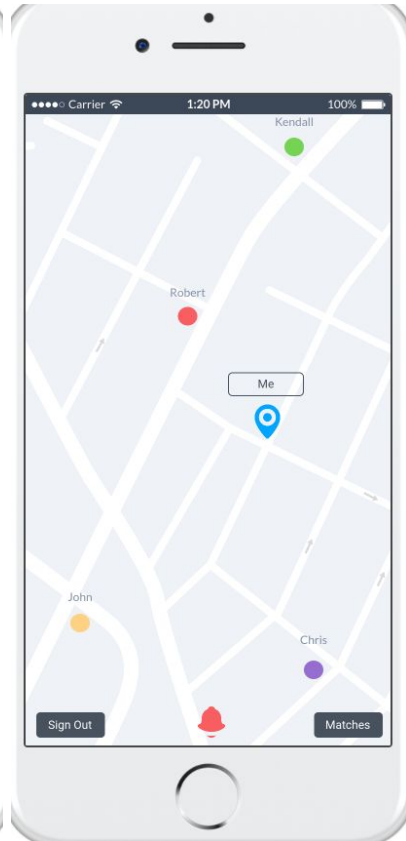 Carrier 1:20 PM 100%
Kendall
Robert
Me
John
Chris
Sign Out Matches